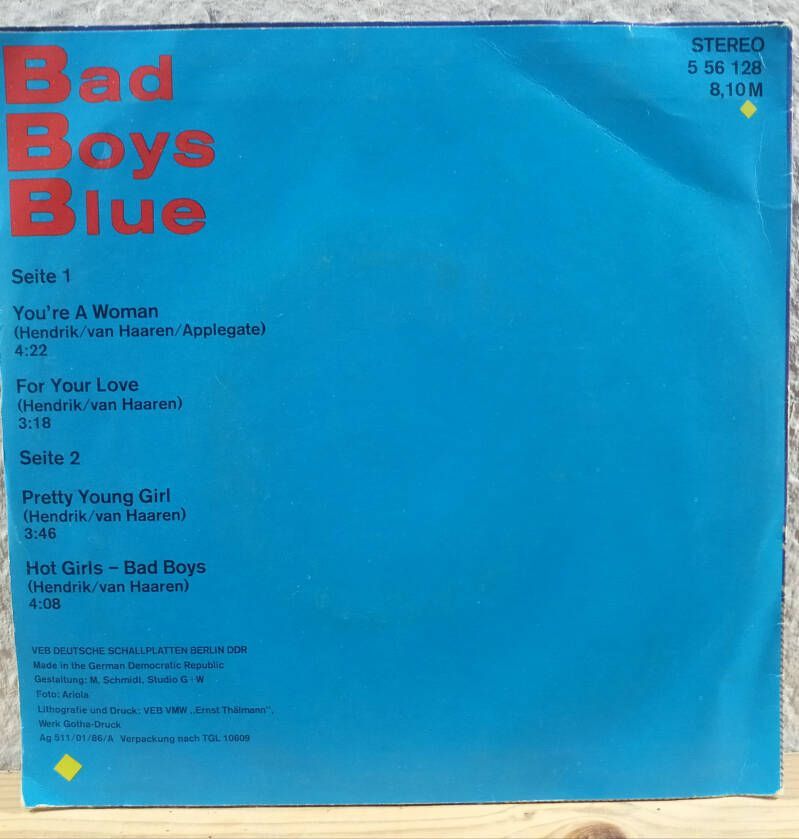 Bad
Boys
Blue
STEREO
5 56 128
8,10 M
Seite 1
You're A Woman
(Hendrik/van Haaren/Applegate)
4:22
For Your Love
(Hendrik/van Haaren)
3:18
Seite 2
Pretty Young Girl
(Hendrik/van Haaren)
3:46
Hot Girls – Bad Boys
(Hendrik/van Haaren)
4:08
VEB DEUTSCHE SCHALLPLATTEN BERLIN DDR
Made in the German Democratic Republic
Gestaltung: M. Schmidt, Studio G + W
Foto: Ariola
Lithografie und Druck: VEB VMW „Ernst Thälmann",
Werk Gotha-Druck
Ag 511/01/86/A Verpackung nach TGL 10609